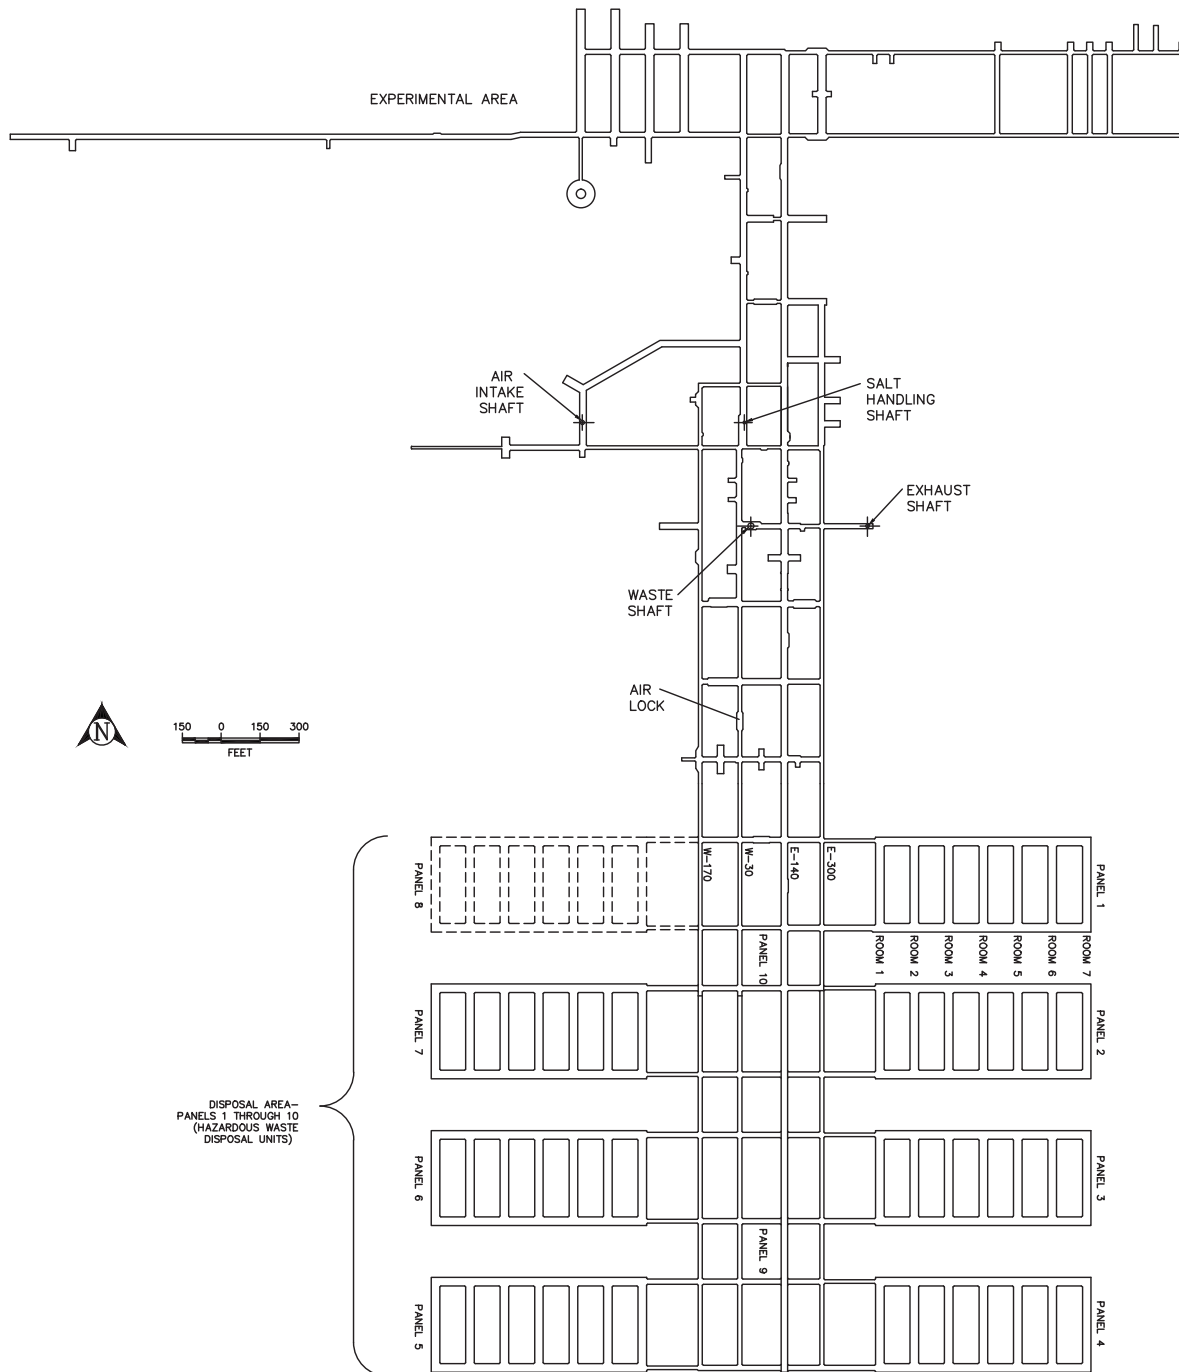 EXPERIMENTAL AREA
AIR
INTAKE
SHAFT
SALT
HANDLING
SHAFT
EXHAUST
SHAFT
WASTE
SHAFT
AIR
LOCK
N
150 0 150 300
FEET
PANEL 8
W-170
W-30
E-140
E-300
PANEL 1
PANEL 10
ROOM 1
ROOM 2
ROOM 3
ROOM 4
ROOM 5
ROOM 6
ROOM 7
PANEL 7
PANEL 2
DISPOSAL AREA-
PANELS 1 THROUGH 10
(HAZARDOUS WASTE
DISPOSAL UNITS)
PANEL 6
PANEL 3
PANEL 9
PANEL 5
PANEL 4